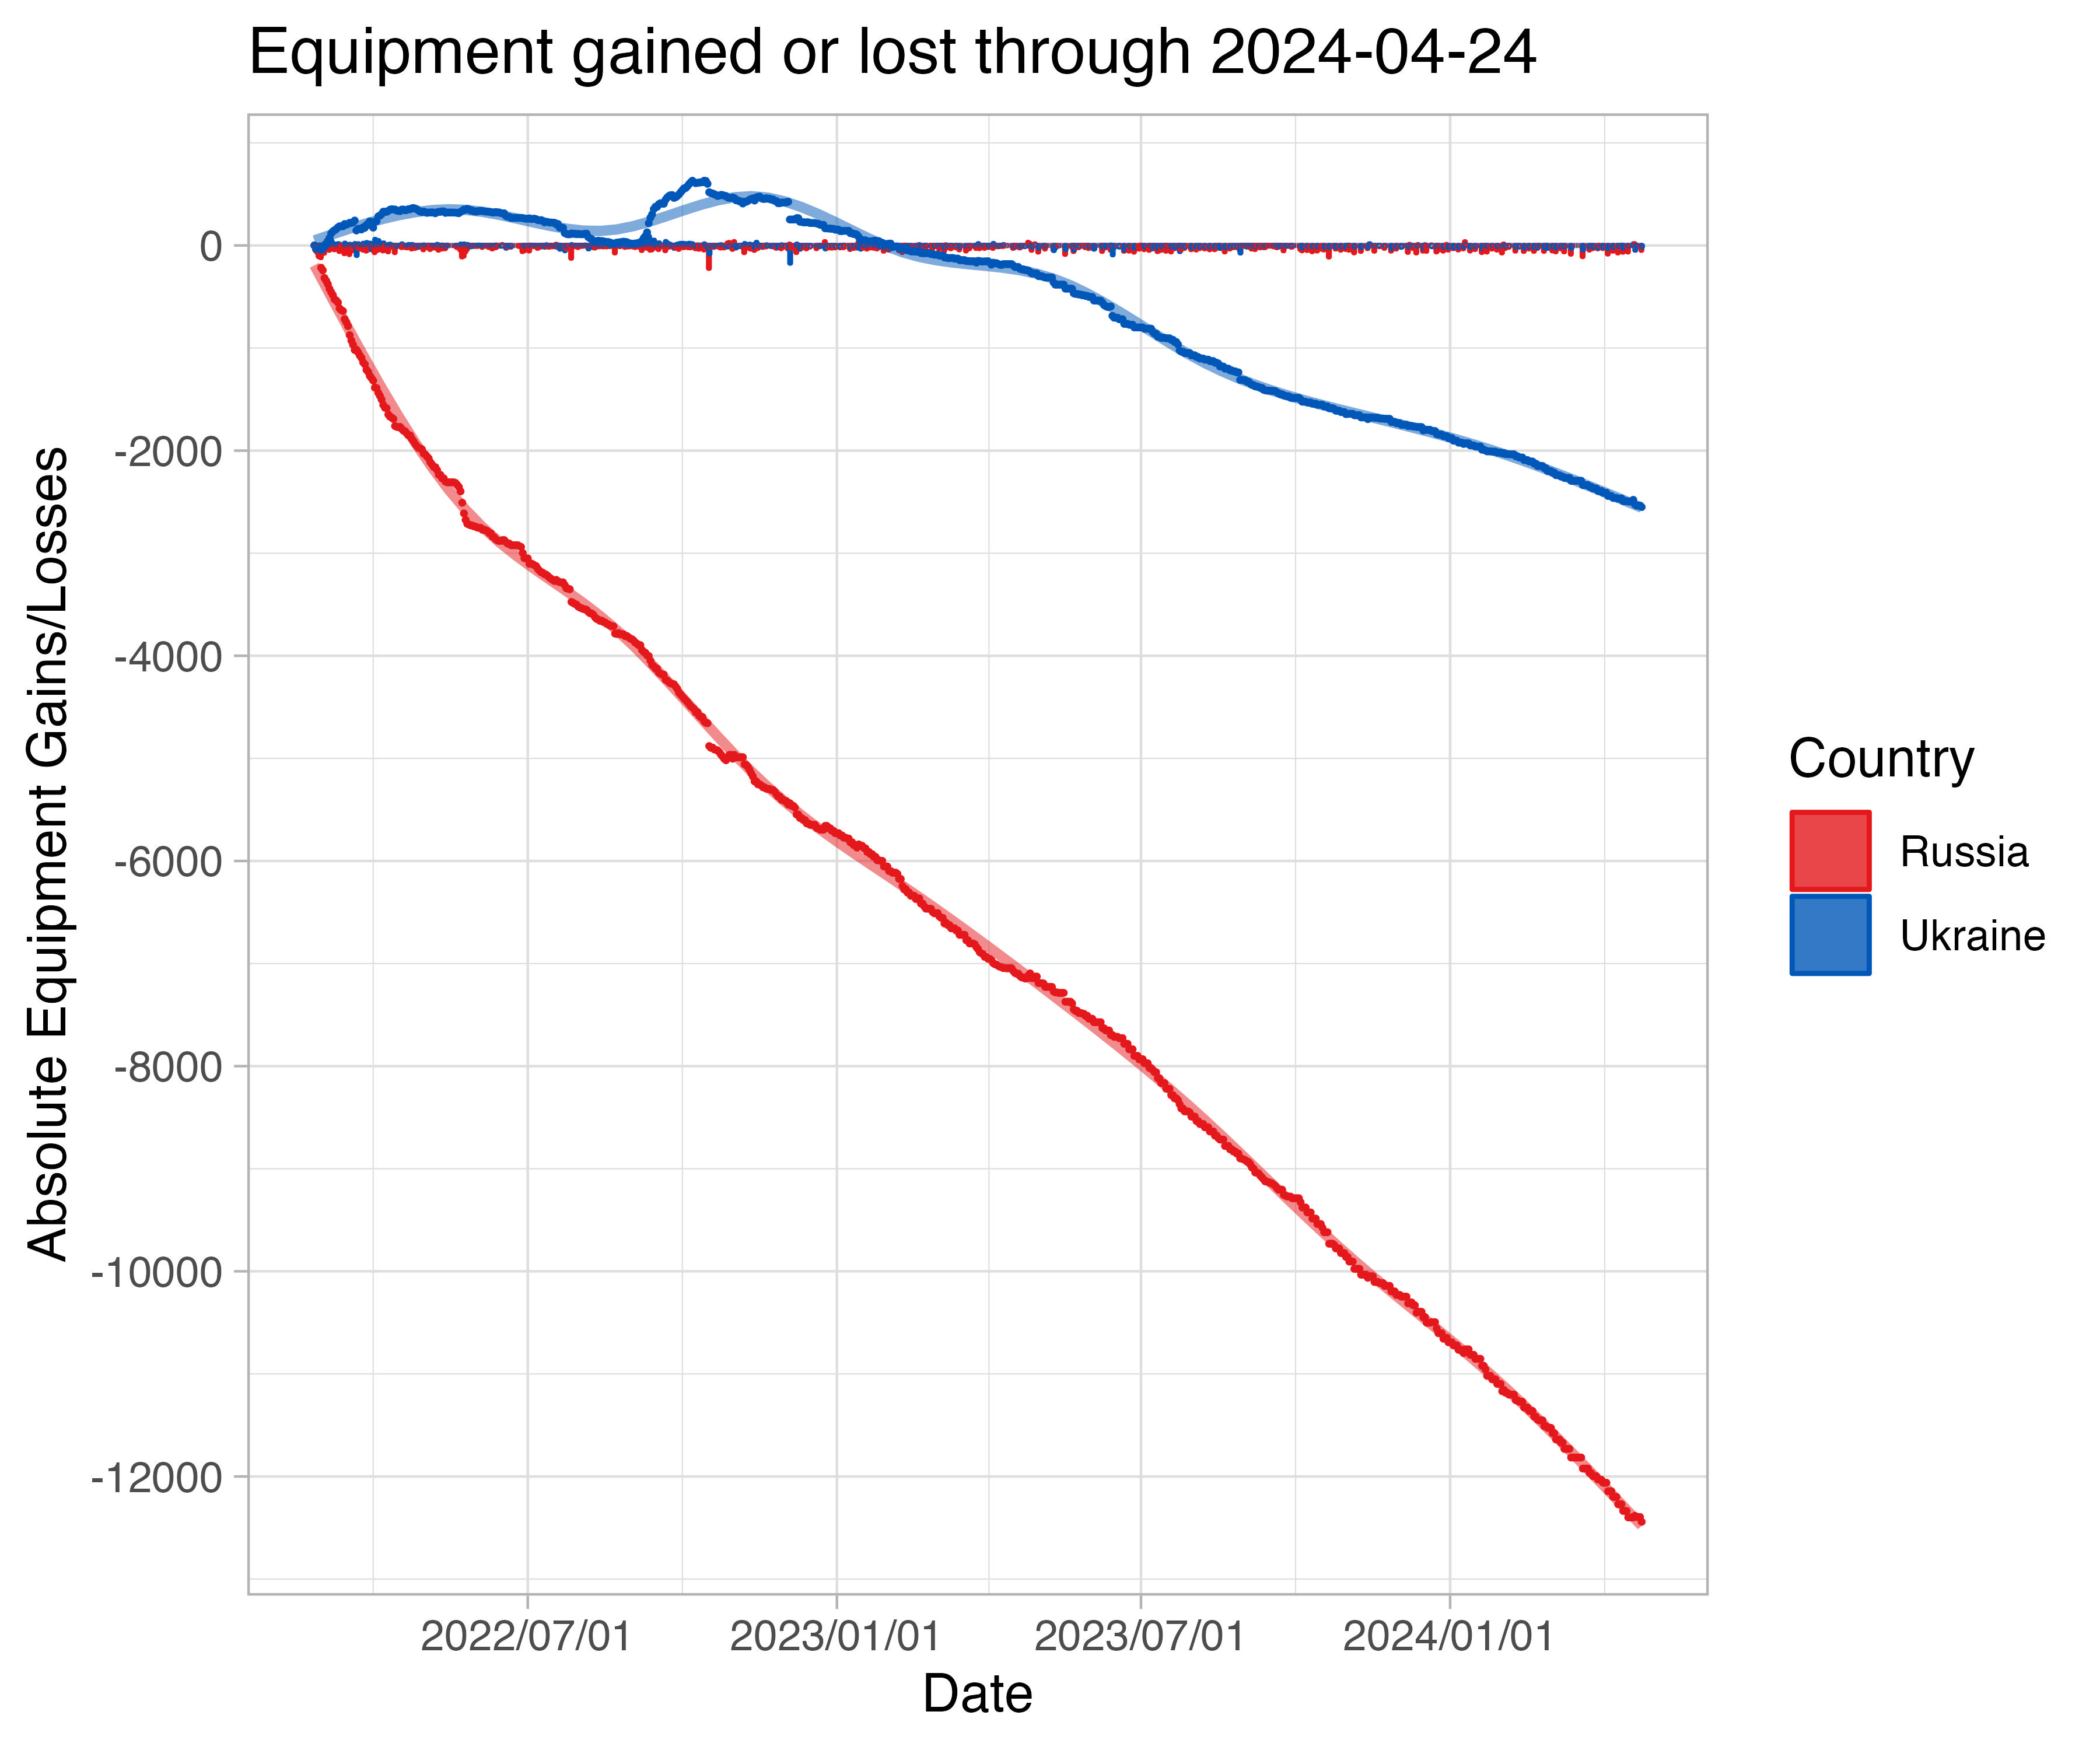 Equipment gained or lost through 2024-04-24
Absolute Equipment Gains/Losses
0
-2000
-4000
-6000
-8000
-10000
-12000
2022/07/01
2023/01/01
2023/07/01
2024/01/01
Date
Country
Russia
Ukraine